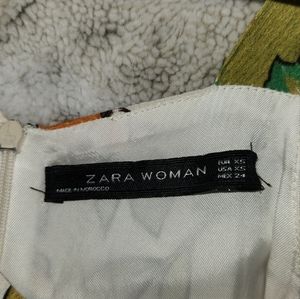 ZARA WOMAN
MADE IN MOROCCO
EUR XS
USA XS
MEX 24